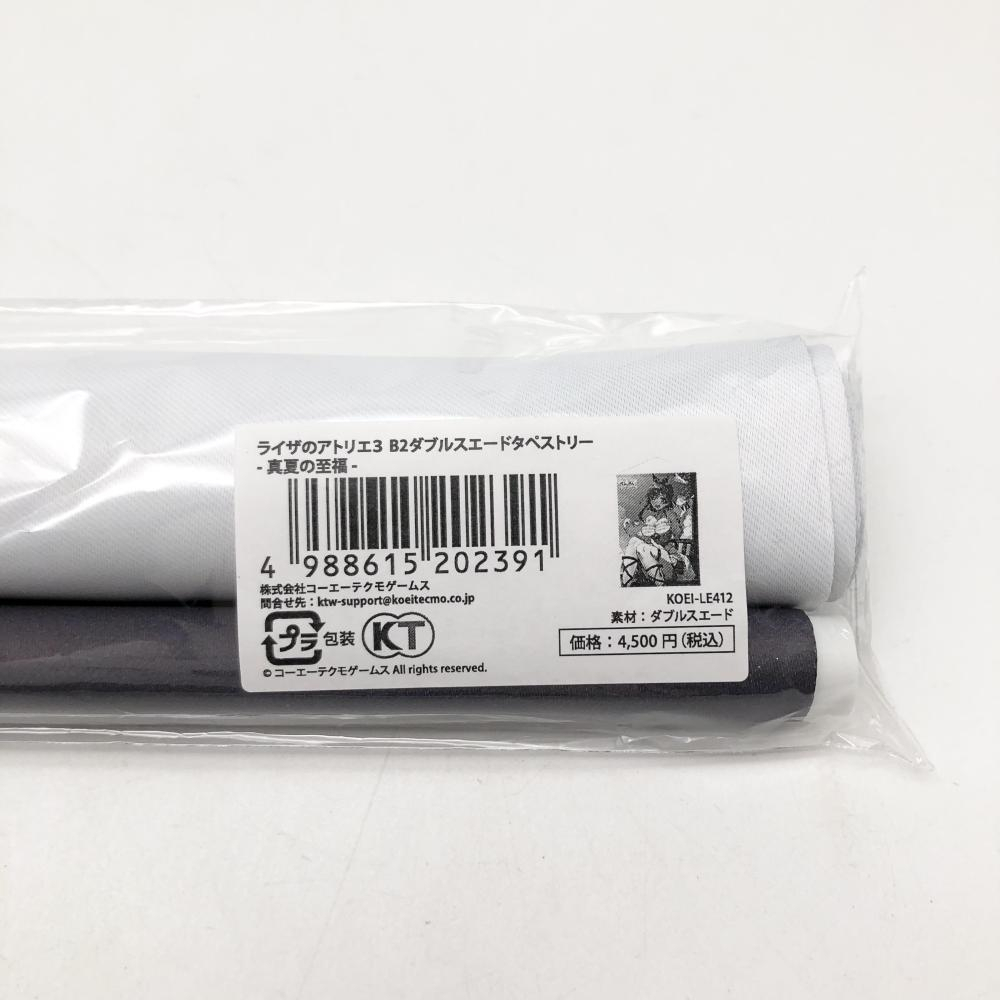 ライザのアトリエ3 B2ダブルスエードタペストリー
- 真夏の至福 -
4 988615 202391
株式会社コーエーテクモゲームス
問合せ先：ktw-support@koeitecmo.co.jp
プラ 包装 KT
© コーエーテクモゲームス All rights reserved.
KOEI-LE412
素材：ダブルスエード
価格：4,500 円（税込）